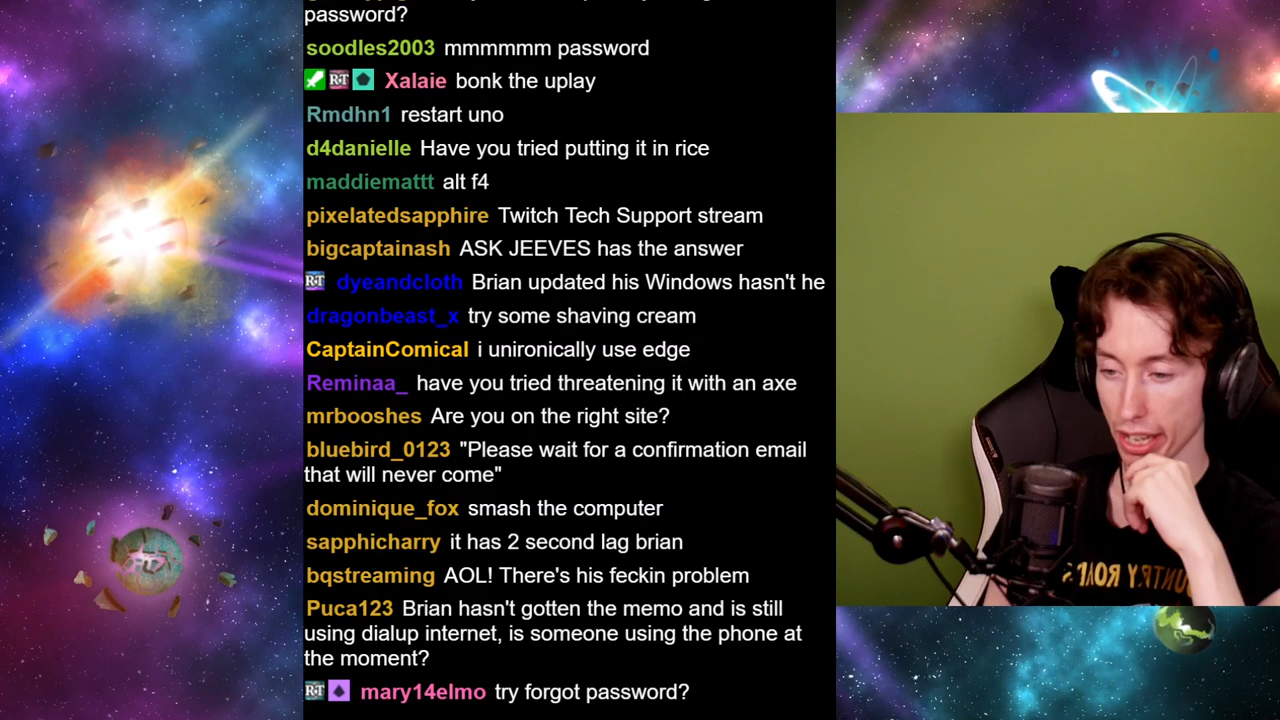 password?
soodles2003 mmmmmm password
RT Xalaie bonk the uplay
Rmdhn1 restart uno
d4danielle Have you tried putting it in rice
maddiemattt alt f4
pixelatedsapphire Twitch Tech Support stream
bigcaptainash ASK JEEVES has the answer
RT dyeandcloth Brian updated his Windows hasn't he
dragonbeast_x try some shaving cream
CaptainComical i unironically use edge
Reminaa_ have you tried threatening it with an axe
mrbooshes Are you on the right site?
bluebird_0123 "Please wait for a confirmation email
that will never come"
dominique_fox smash the computer
sapphicharry it has 2 second lag brian
bqstreaming AOL! There's his feckin problem
Puca123 Brian hasn't gotten the memo and is still
using dialup internet, is someone using the phone at
the moment?
RT mary14elmo try forgot password?